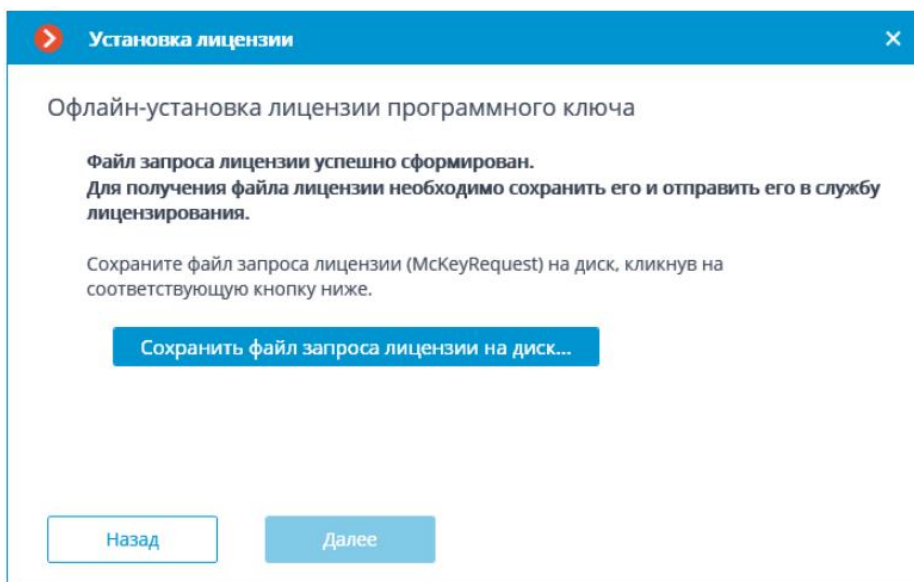 Установка лицензии
Офлайн-установка лицензии программного ключа
Файл запроса лицензии успешно сформирован.
Для получения файла лицензии необходимо сохранить его и отправить его в службу
лицензирования.
Сохраните файл запроса лицензии (McKeyRequest) на диск, кликнув на
соответствующую кнопку ниже.
Сохранить файл запроса лицензии на диск...
Назад
Далее